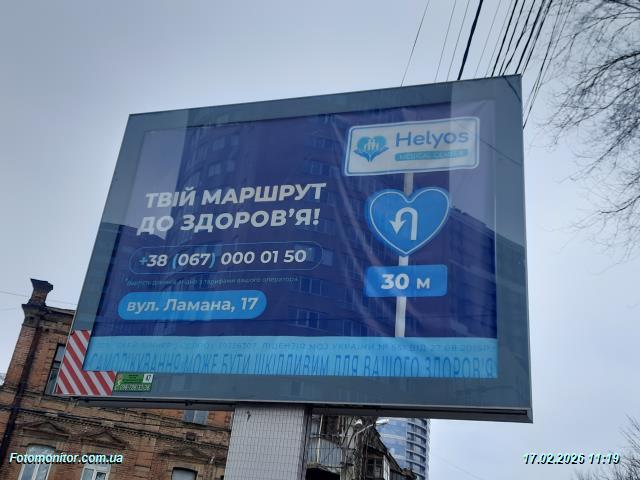 Helyos
MEDICAL CENTER
ТВІЙ МАРШРУТ
ДО ЗДОРОВ'Я!
+38 (067) 000 01 50
30 м
вул. Ламана, 17
САМОЛІКУВАННЯ МОЖЕ БУТИ ШКІДЛИВИМ ДЛЯ ВАШОГО ЗДОРОВ'Я
Fotomonitor.com.ua
17.02.2026 11:19